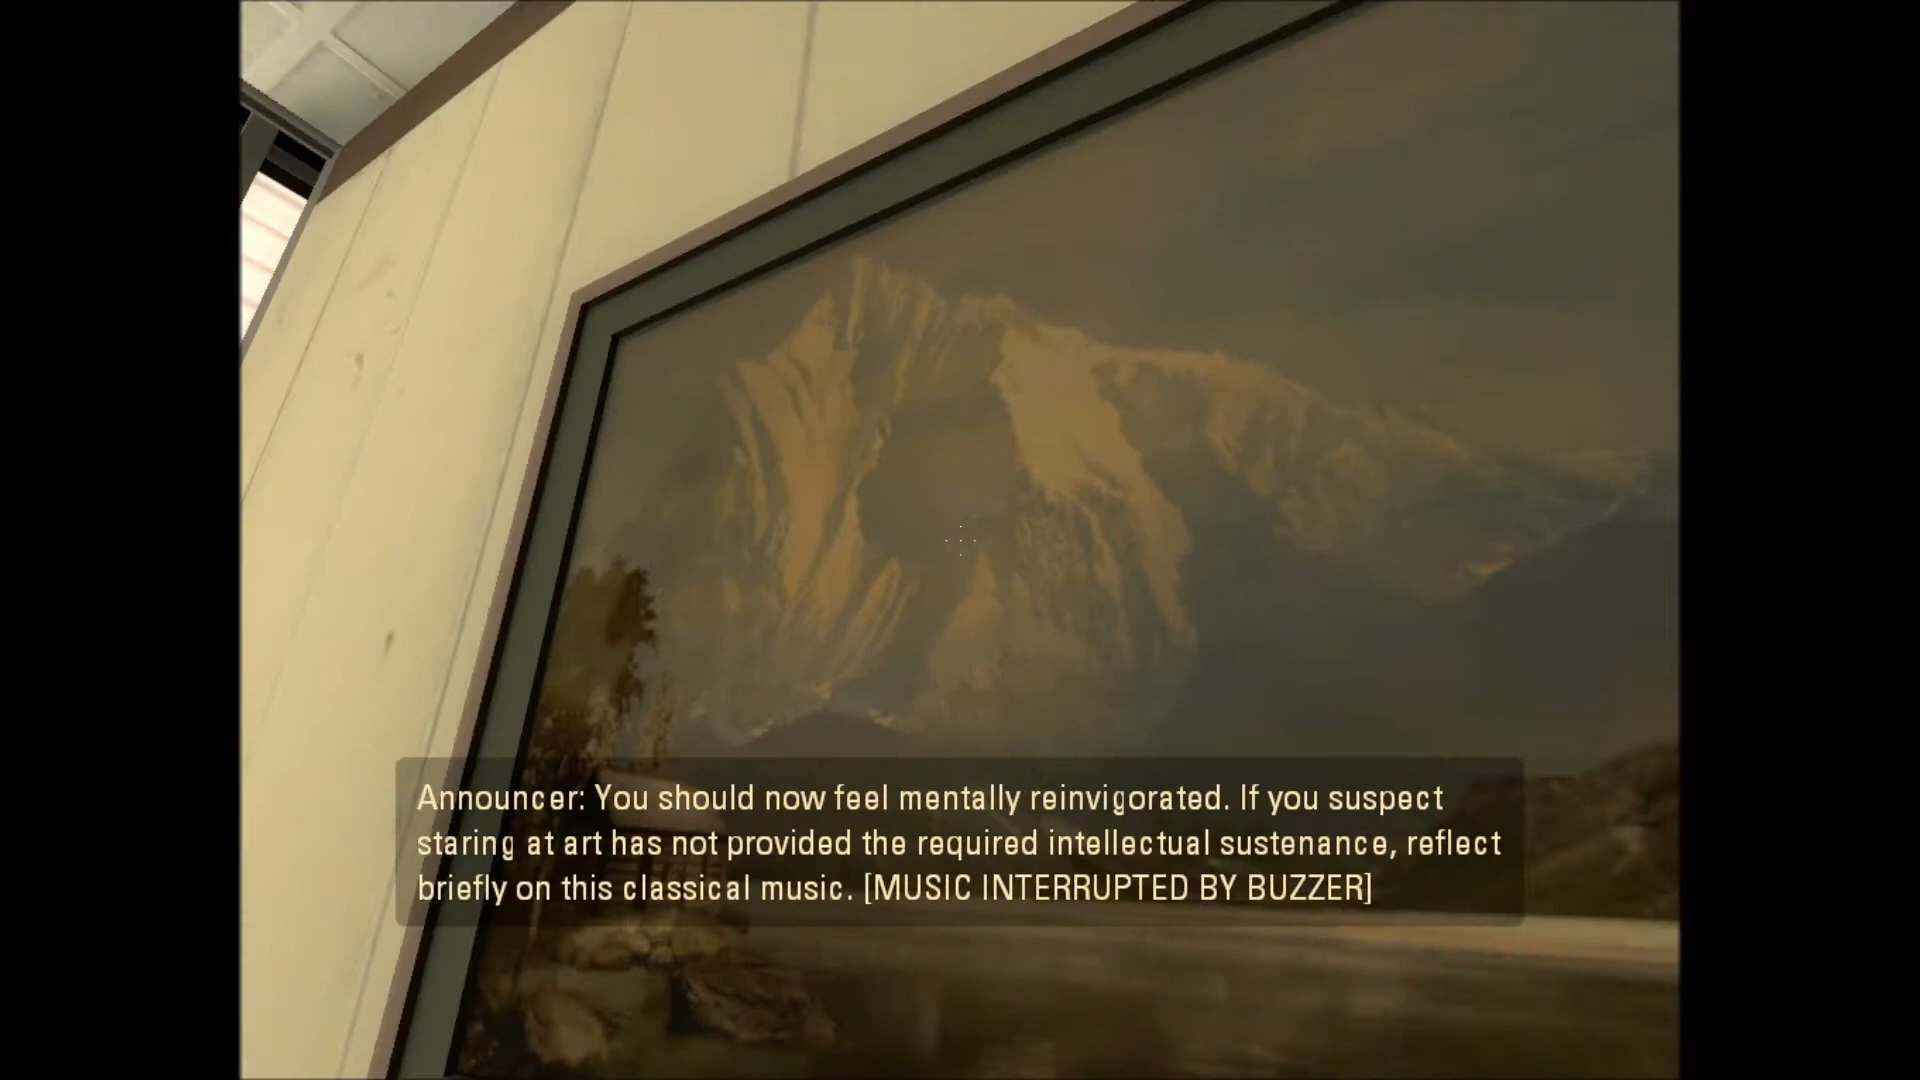 Announcer: You should now feel mentally reinvigorated. If you suspect
staring at art has not provided the required intellectual sustenance, reflect
briefly on this classical music. [MUSIC INTERRUPTED BY BUZZER]